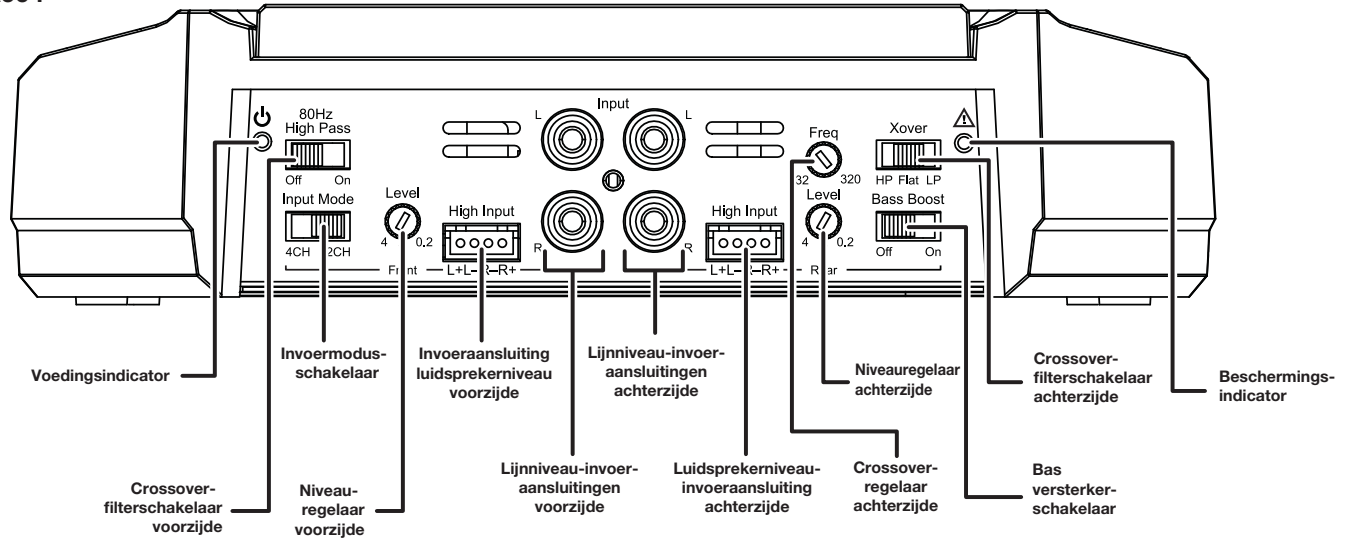 80Hz
High Pass
Off On
Input Mode
4CH 2CH
Level
4 0.2
Front
High Input
L+L–R–R+
Input
L L
R R
High Input
L+L–R–R+
Freq
32 320
Level
4 0.2
Rear
Xover
HP Flat LP
Bass Boost
Off On
Voedingsindicator
Invoermodus-
schakelaar
Invoeraansluiting
luidsprekerniveau
voorzijde
Lijnniveau-invoer-
aansluitingen
achterzijde
Niveauregelaar
achterzijde
Crossover-
filterschakelaar
achterzijde
Beschermings-
indicator
Crossover-
filterschakelaar
voorzijde
Niveau-
regelaar
voorzijde
Lijnniveau-invoer-
aansluitingen
voorzijde
Luidsprekerniveau-
invoeraansluiting
achterzijde
Crossover-
regelaar
achterzijde
Bas
versterker-
schakelaar